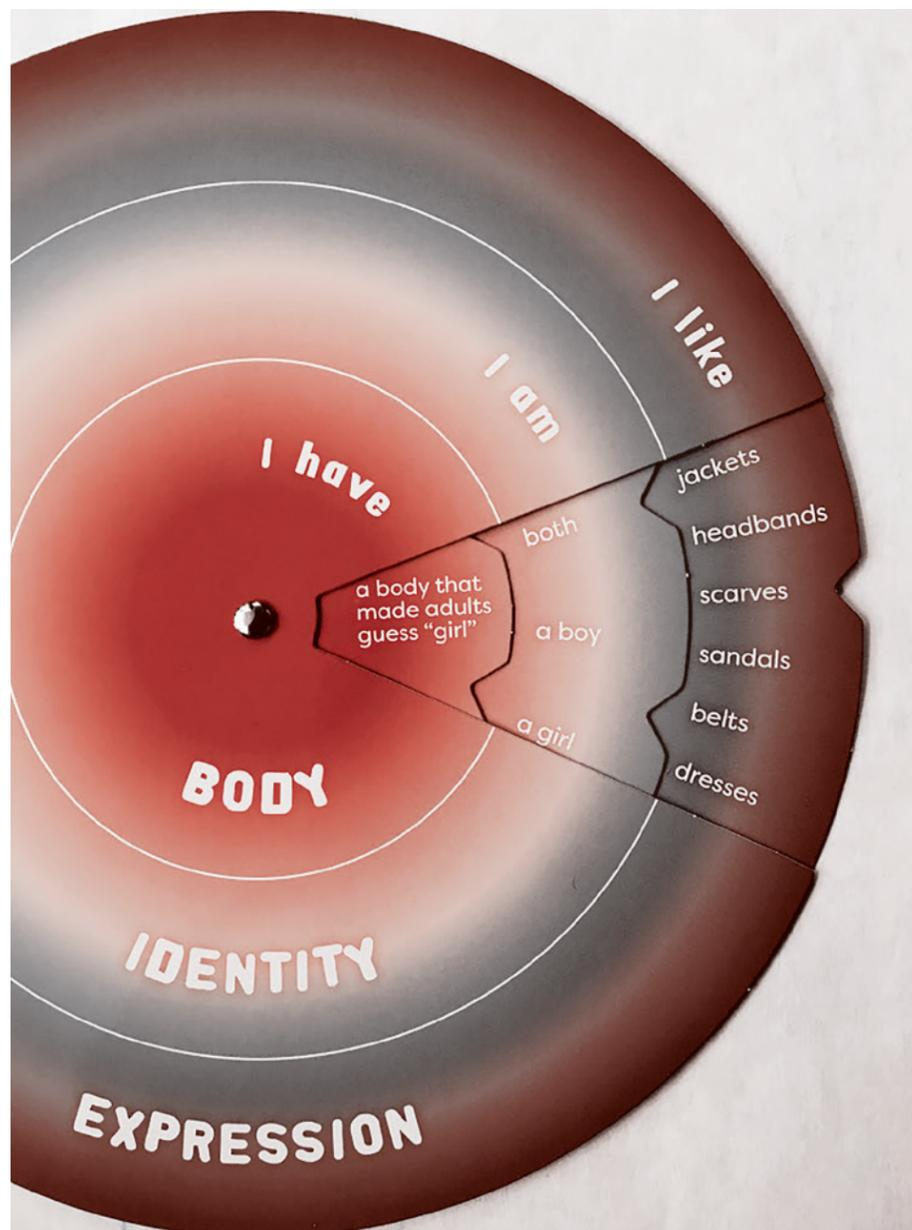 I like
I am
I have
jackets
headbands
scarves
sandals
belts
dresses
both
a boy
a girl
a body that
made adults
guess “girl”
BODY
IDENTITY
EXPRESSION